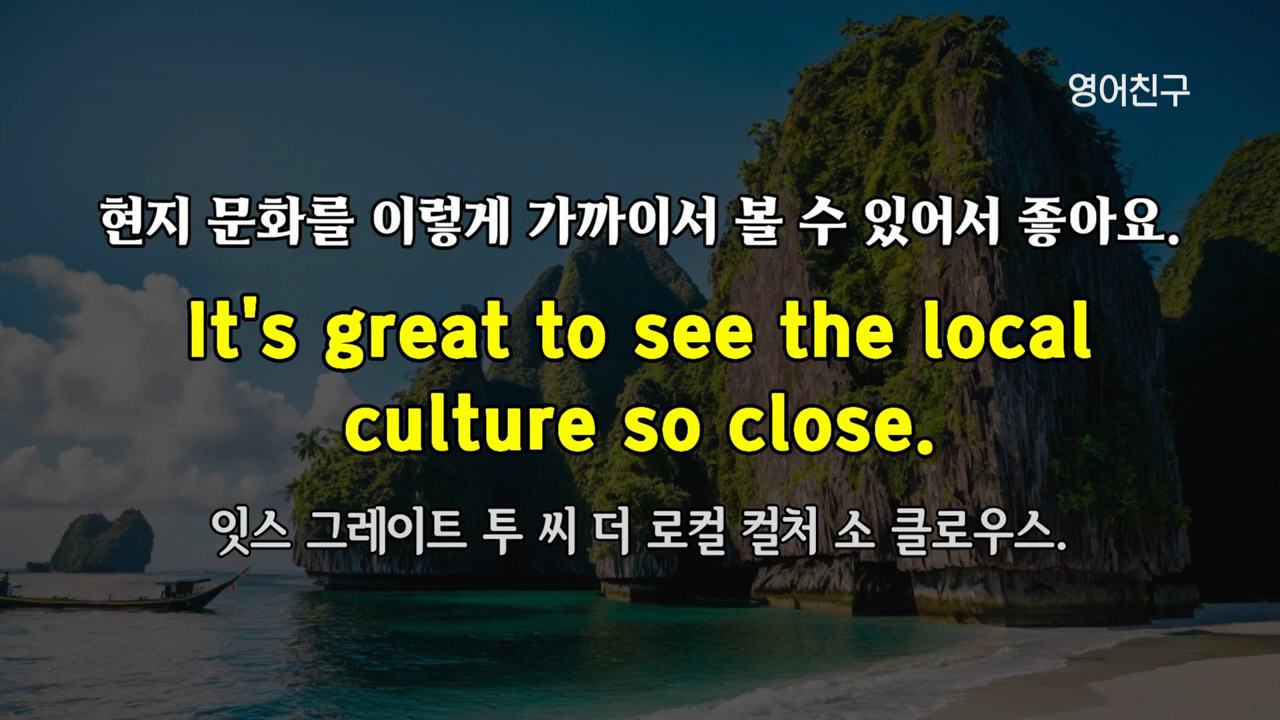 영어친구
현지 문화를 이렇게 가까이서 볼 수 있어서 좋아요.
It's great to see the local
culture so close.
잇스 그레이트 투 씨 더 로컬 컬처 소 클로우스.